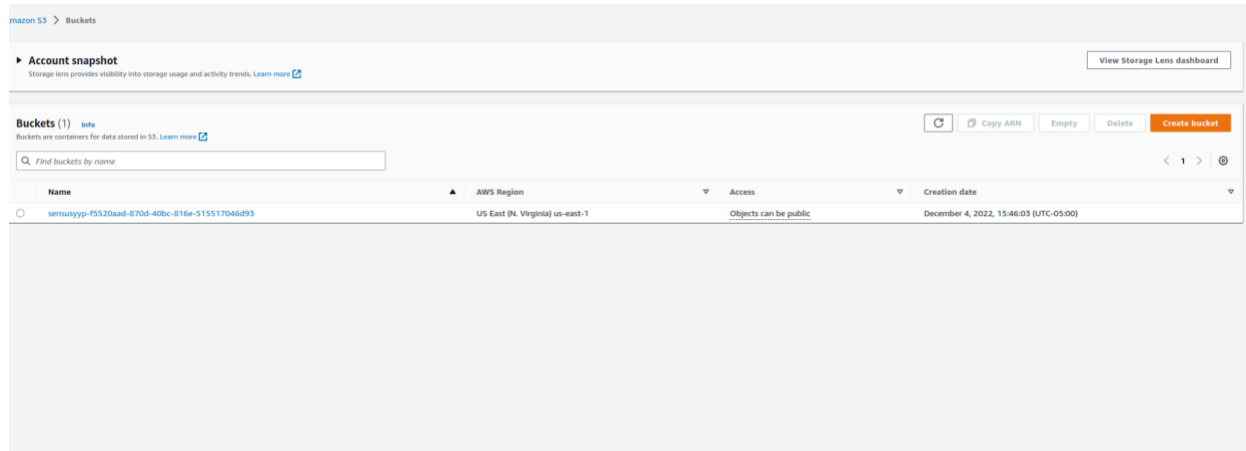 mazon S3 > Buckets
Account snapshot
View Storage Lens dashboard
Storage lens provides visibility into storage usage and activity trends. Learn more
Buckets (1) Info
Copy ARN Empty Delete Create bucket
Buckets are containers for data stored in S3. Learn more
Find buckets by name
< 1 >
Name AWS Region Access Creation date
sensusyyp-f5520aad-870d-40bc-816e-515517046d93 US East (N. Virginia) us-east-1 Objects can be public December 4, 2022, 15:46:03 (UTC-05:00)